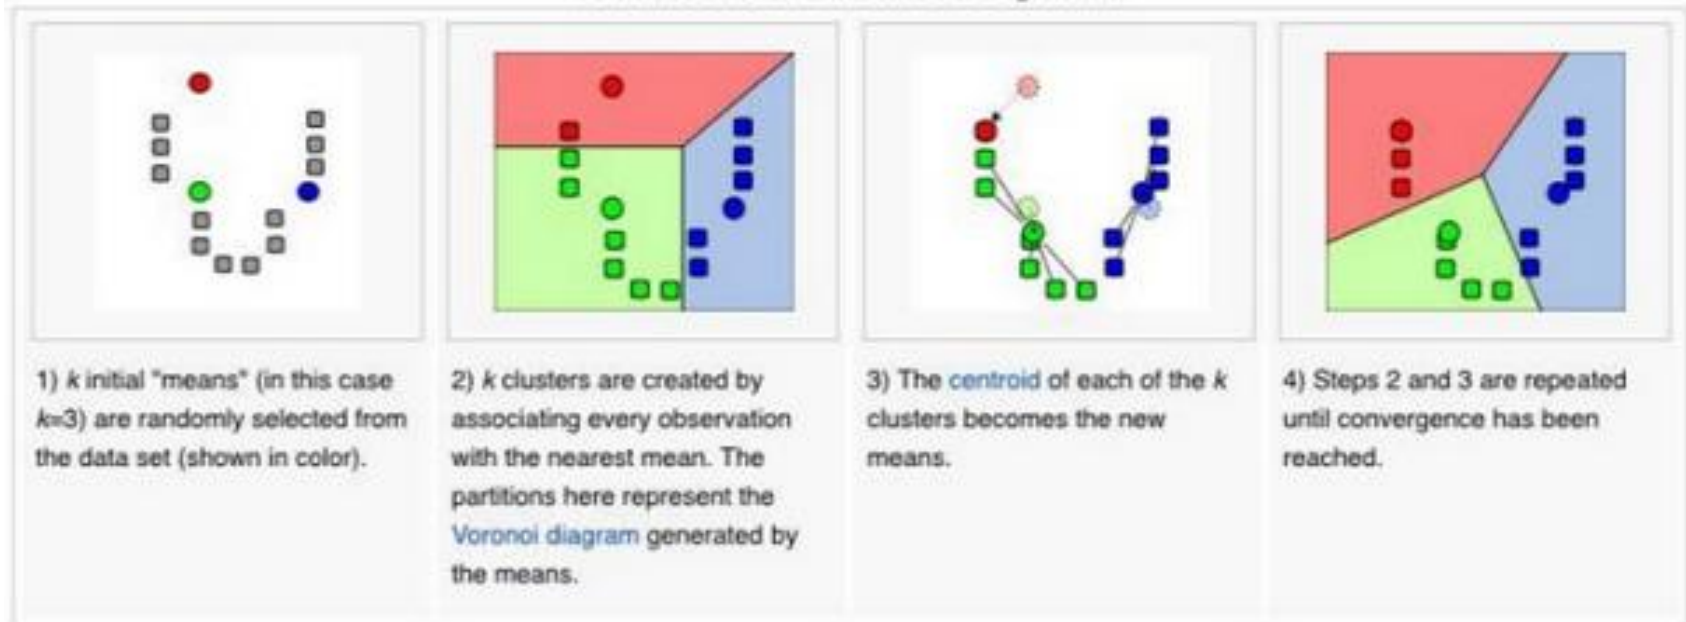 1) k initial "means" (in this case
k=3) are randomly selected from
the data set (shown in color).
2) k clusters are created by
associating every observation
with the nearest mean. The
partitions here represent the
Voronoi diagram generated by
the means.
3) The centroid of each of the k
clusters becomes the new
means.
4) Steps 2 and 3 are repeated
until convergence has been
reached.